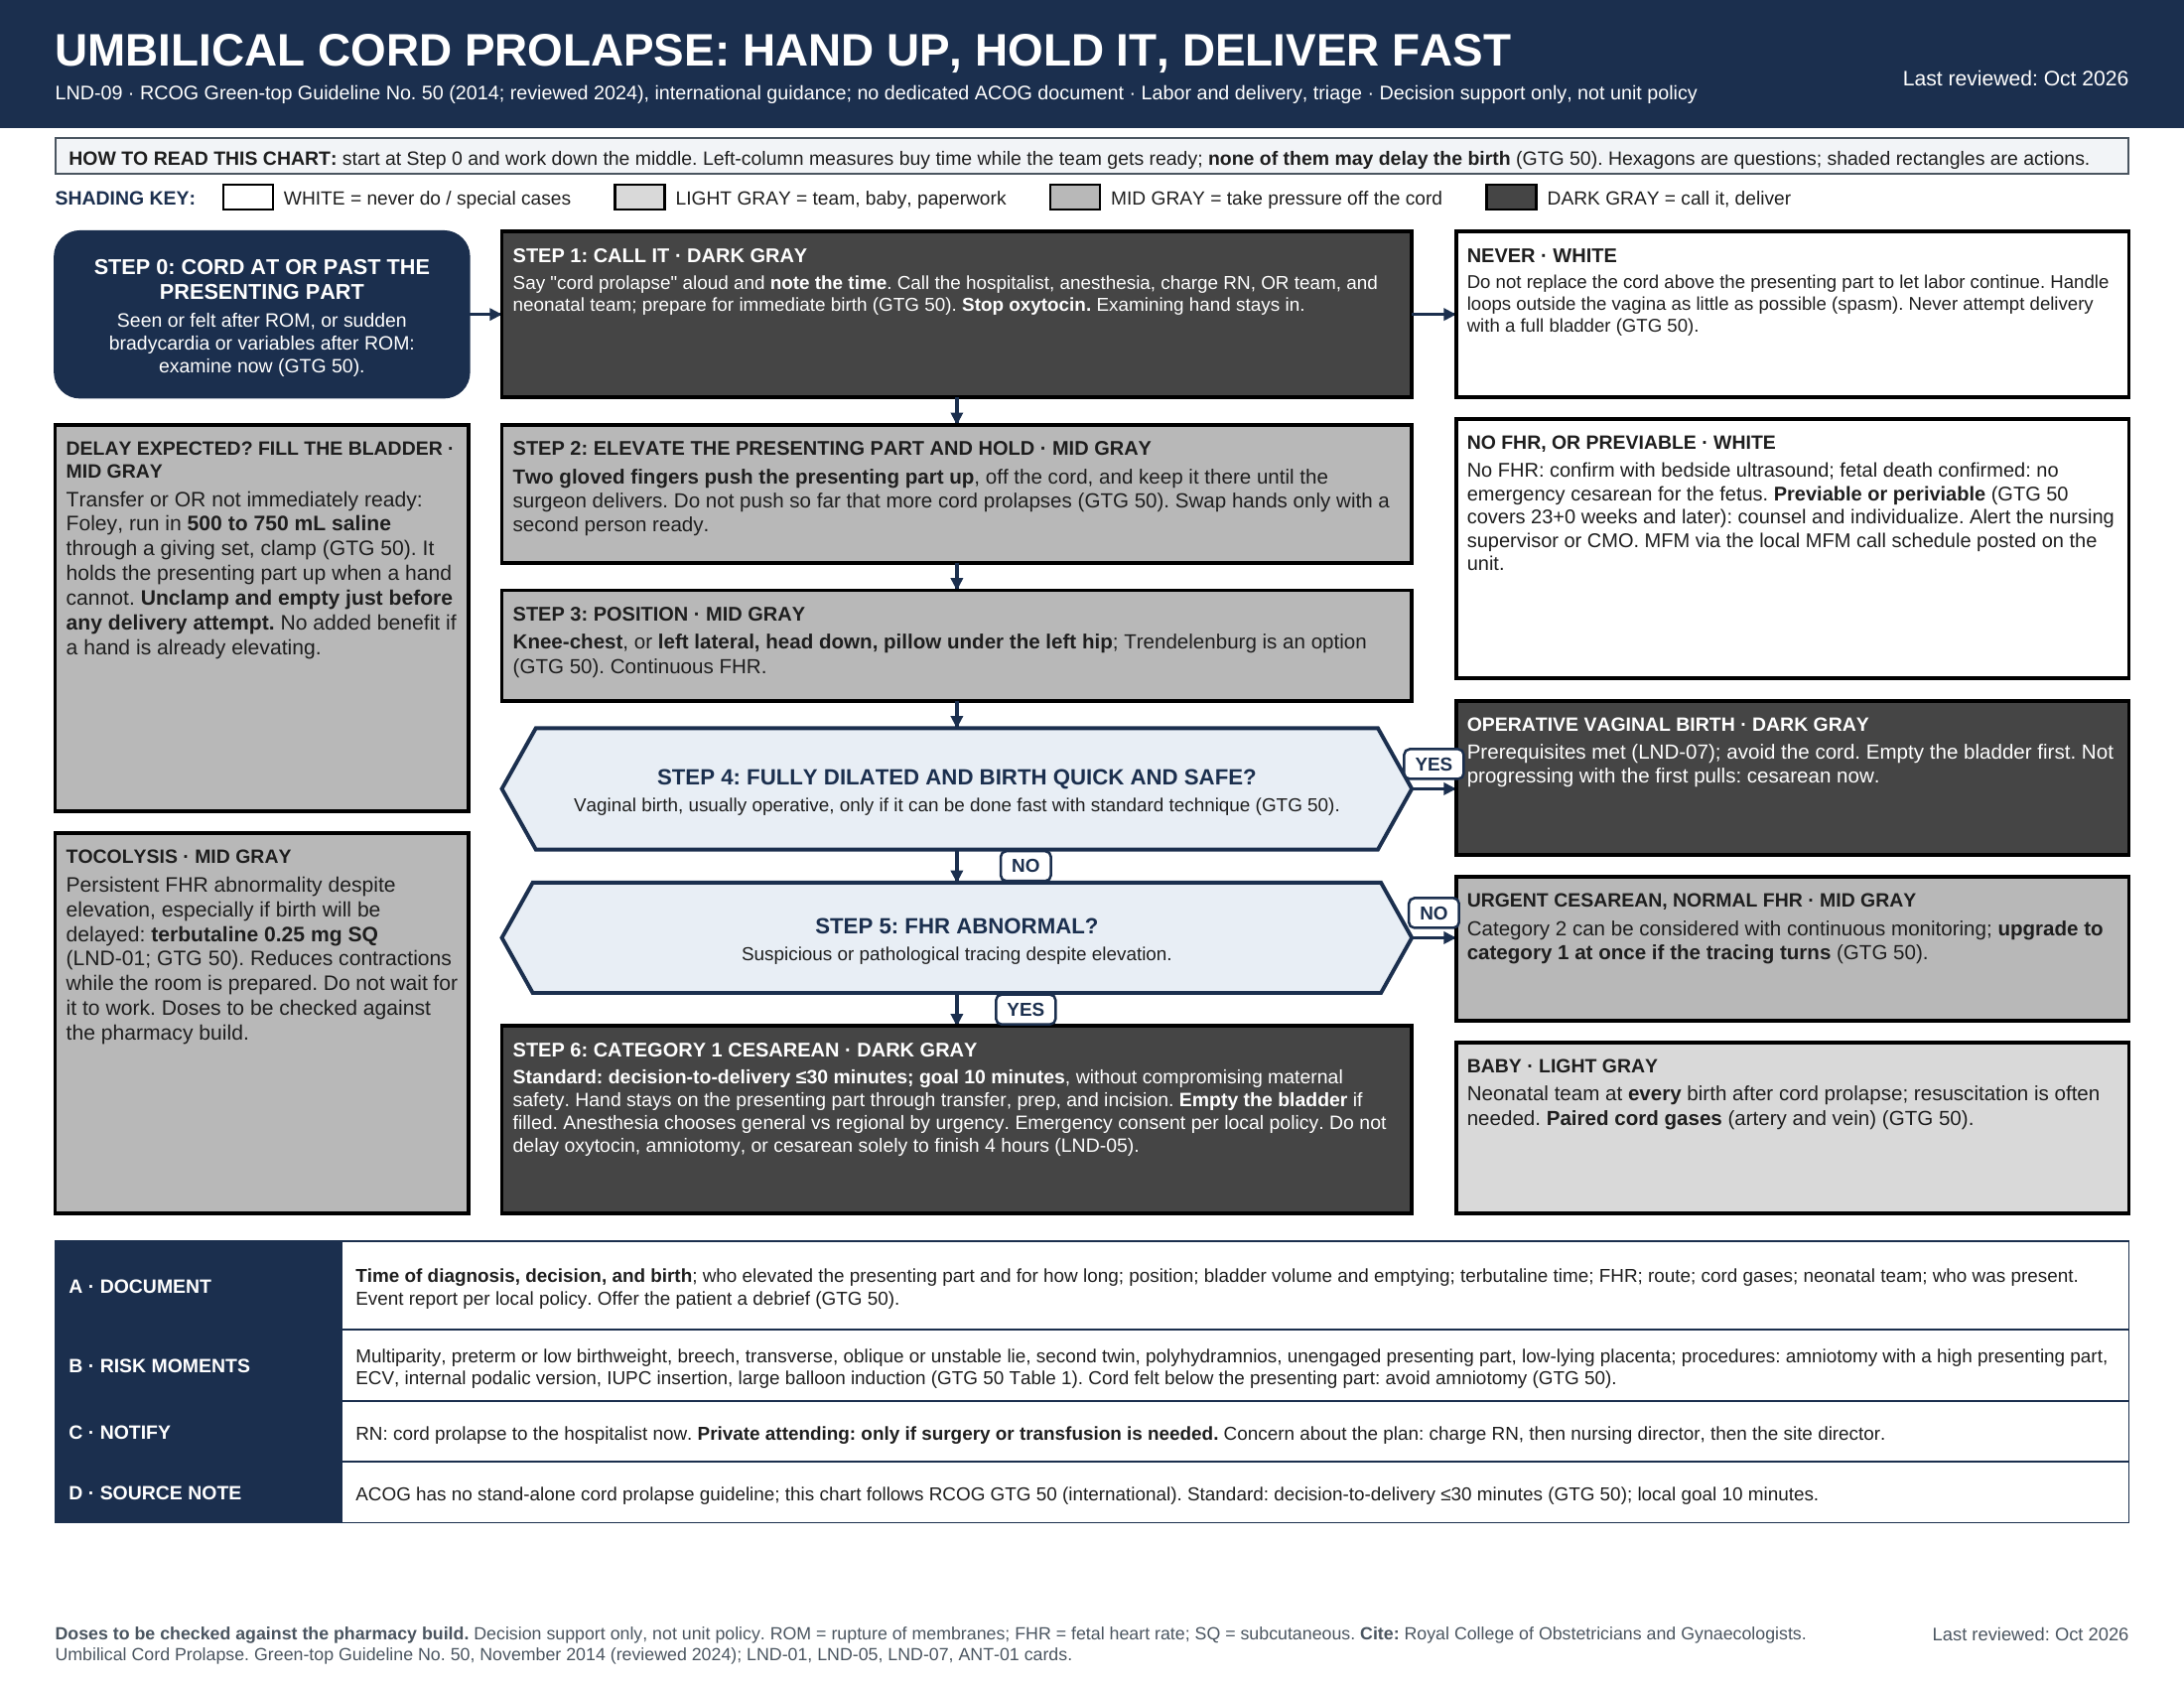 UMBILICAL CORD PROLAPSE: HAND UP, HOLD IT, DELIVER FAST
LND-09 · RCOG Green-top Guideline No. 50 (2014; reviewed 2024), international guidance; no dedicated ACOG document · Labor and delivery, triage · Decision support only, not unit policy
Last reviewed: Oct 2026
HOW TO READ THIS CHART: start at Step 0 and work down the middle. Left-column measures buy time while the team gets ready; none of them may delay the birth (GTG 50). Hexagons are questions; shaded rectangles are actions.
SHADING KEY:
WHITE = never do / special cases
LIGHT GRAY = team, baby, paperwork
MID GRAY = take pressure off the cord
DARK GRAY = call it, deliver
STEP 0: CORD AT OR PAST THE
PRESENTING PART
Seen or felt after ROM, or sudden
bradycardia or variables after ROM:
examine now (GTG 50).
STEP 1: CALL IT · DARK GRAY
Say "cord prolapse" aloud and note the time. Call the hospitalist, anesthesia, charge RN, OR team, and
neonatal team; prepare for immediate birth (GTG 50). Stop oxytocin. Examining hand stays in.
NEVER · WHITE
Do not replace the cord above the presenting part to let labor continue. Handle
loops outside the vagina as little as possible (spasm). Never attempt delivery
with a full bladder (GTG 50).
DELAY EXPECTED? FILL THE BLADDER ·
MID GRAY
Transfer or OR not immediately ready:
Foley, run in 500 to 750 mL saline
through a giving set, clamp (GTG 50). It
holds the presenting part up when a hand
cannot. Unclamp and empty just before
any delivery attempt. No added benefit if
a hand is already elevating.
STEP 2: ELEVATE THE PRESENTING PART AND HOLD · MID GRAY
Two gloved fingers push the presenting part up, off the cord, and keep it there until the
surgeon delivers. Do not push so far that more cord prolapses (GTG 50). Swap hands only with a
second person ready.
NO FHR, OR PREVIABLE · WHITE
No FHR: confirm with bedside ultrasound; fetal death confirmed: no
emergency cesarean for the fetus. Previable or periviable (GTG 50
covers 23+0 weeks and later): counsel and individualize. Alert the nursing
supervisor or CMO. MFM via the local MFM call schedule posted on the
unit.
STEP 3: POSITION · MID GRAY
Knee-chest, or left lateral, head down, pillow under the left hip; Trendelenburg is an option
(GTG 50). Continuous FHR.
STEP 4: FULLY DILATED AND BIRTH QUICK AND SAFE?
Vaginal birth, usually operative, only if it can be done fast with standard technique (GTG 50).
YES
OPERATIVE VAGINAL BIRTH · DARK GRAY
Prerequisites met (LND-07); avoid the cord. Empty the bladder first. Not
progressing with the first pulls: cesarean now.
NO
TOCOLYSIS · MID GRAY
Persistent FHR abnormality despite
elevation, especially if birth will be
delayed: terbutaline 0.25 mg SQ
(LND-01; GTG 50). Reduces contractions
while the room is prepared. Do not wait for
it to work. Doses to be checked against
the pharmacy build.
STEP 5: FHR ABNORMAL?
Suspicious or pathological tracing despite elevation.
NO
URGENT CESAREAN, NORMAL FHR · MID GRAY
Category 2 can be considered with continuous monitoring; upgrade to
category 1 at once if the tracing turns (GTG 50).
YES
STEP 6: CATEGORY 1 CESAREAN · DARK GRAY
Standard: decision-to-delivery ≤30 minutes; goal 10 minutes, without compromising maternal
safety. Hand stays on the presenting part through transfer, prep, and incision. Empty the bladder if
filled. Anesthesia chooses general vs regional by urgency. Emergency consent per local policy. Do not
delay oxytocin, amniotomy, or cesarean solely to finish 4 hours (LND-05).
BABY · LIGHT GRAY
Neonatal team at every birth after cord prolapse; resuscitation is often
needed. Paired cord gases (artery and vein) (GTG 50).
A · DOCUMENT
Time of diagnosis, decision, and birth; who elevated the presenting part and for how long; position; bladder volume and emptying; terbutaline time; FHR; route; cord gases; neonatal team; who was present.
Event report per local policy. Offer the patient a debrief (GTG 50).
B · RISK MOMENTS
Multiparity, preterm or low birthweight, breech, transverse, oblique or unstable lie, second twin, polyhydramnios, unengaged presenting part, low-lying placenta; procedures: amniotomy with a high presenting part,
ECV, internal podalic version, IUPC insertion, large balloon induction (GTG 50 Table 1). Cord felt below the presenting part: avoid amniotomy (GTG 50).
C · NOTIFY
RN: cord prolapse to the hospitalist now. Private attending: only if surgery or transfusion is needed. Concern about the plan: charge RN, then nursing director, then the site director.
D · SOURCE NOTE
ACOG has no stand-alone cord prolapse guideline; this chart follows RCOG GTG 50 (international). Standard: decision-to-delivery ≤30 minutes (GTG 50); local goal 10 minutes.
Doses to be checked against the pharmacy build. Decision support only, not unit policy. ROM = rupture of membranes; FHR = fetal heart rate; SQ = subcutaneous. Cite: Royal College of Obstetricians and Gynaecologists.
Umbilical Cord Prolapse. Green-top Guideline No. 50, November 2014 (reviewed 2024); LND-01, LND-05, LND-07, ANT-01 cards.
Last reviewed: Oct 2026